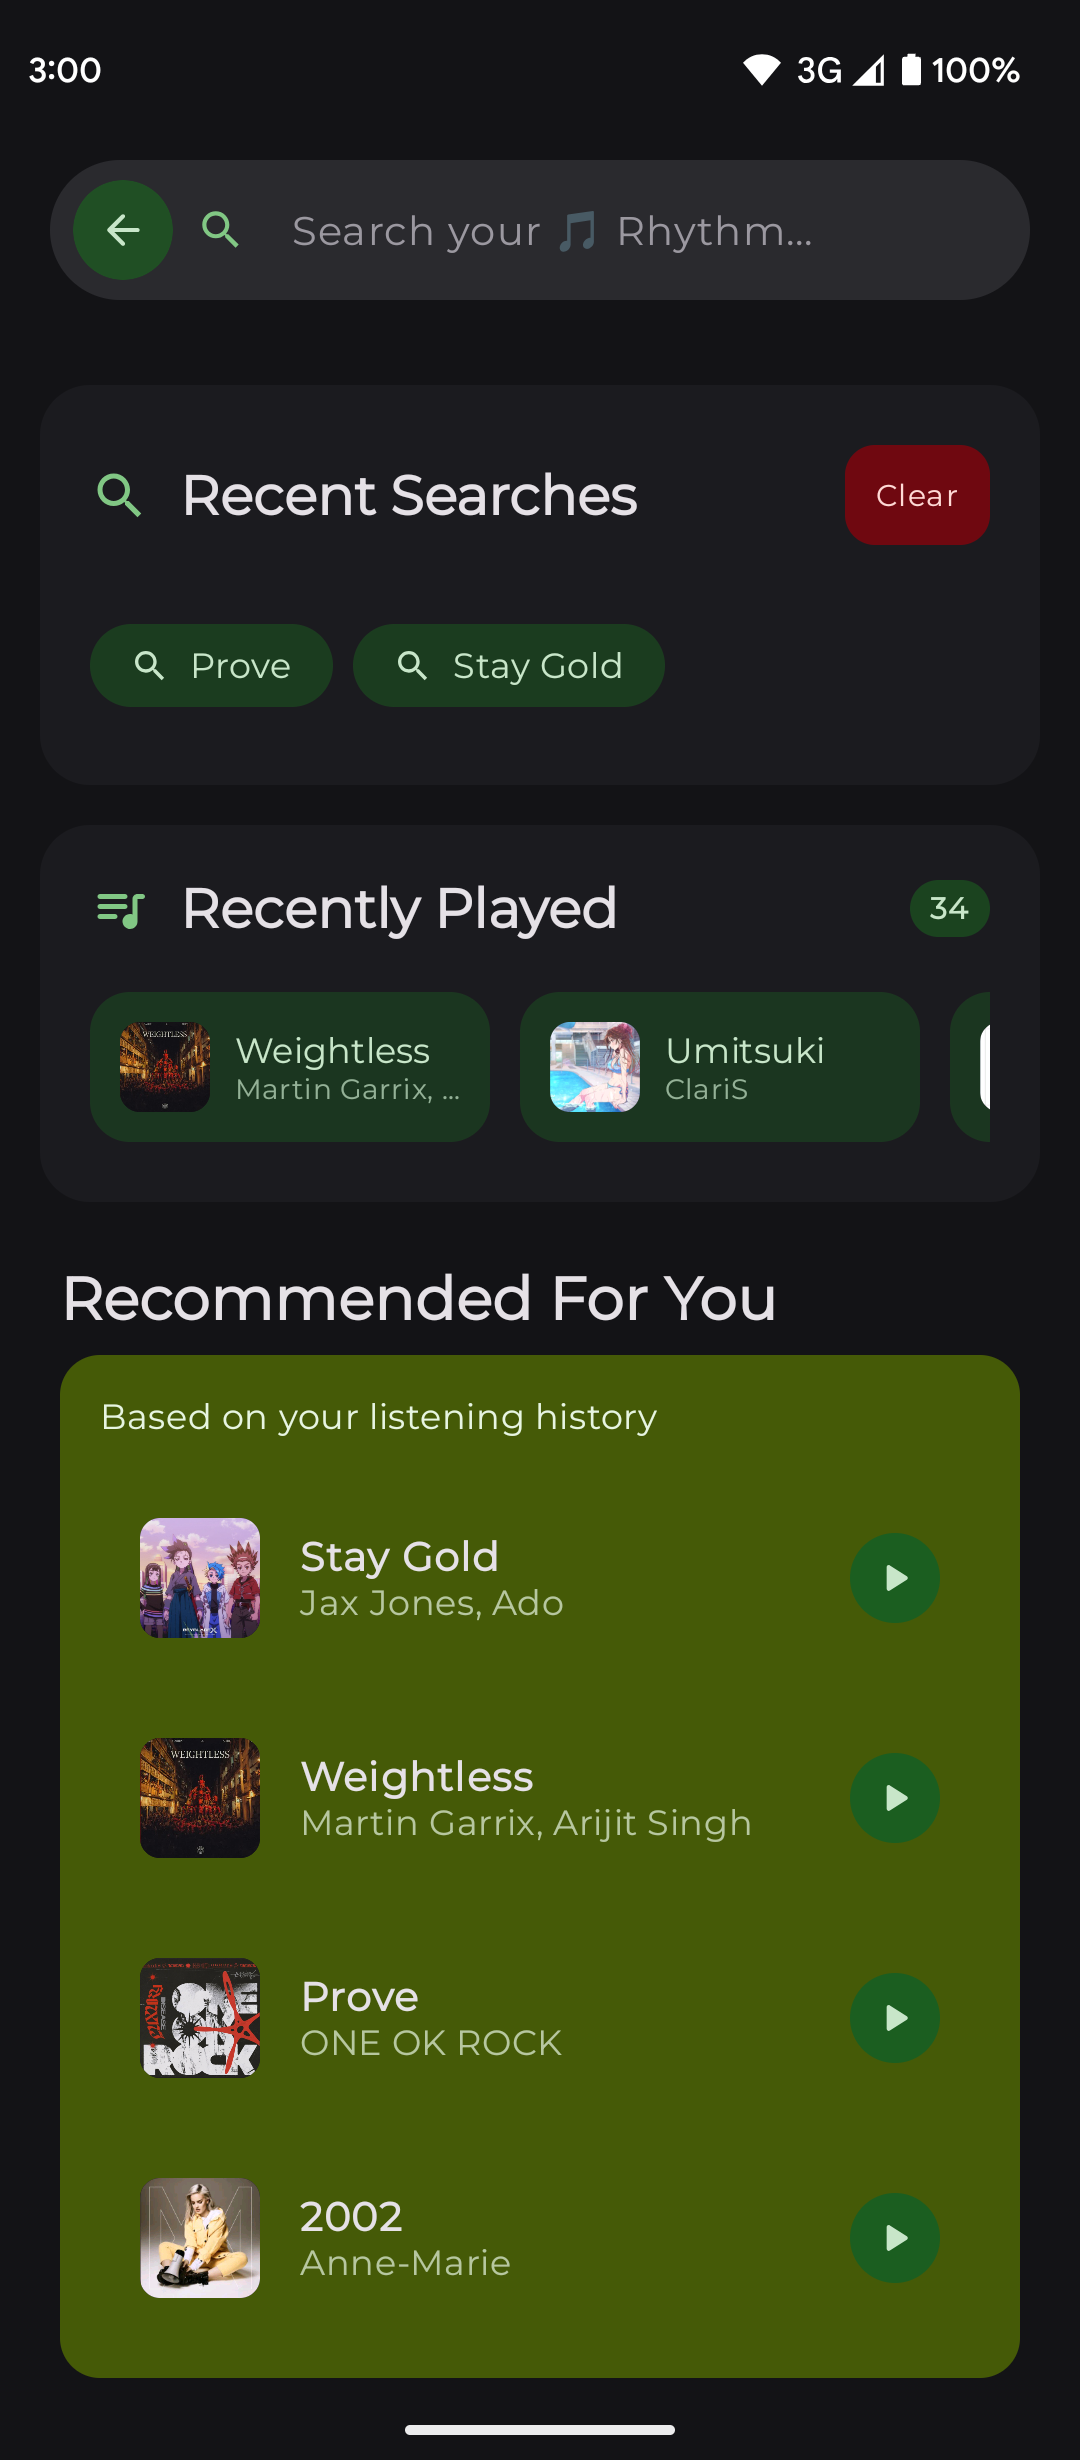 3:00 3G 100%
Search your 🎵 Rhythm...
Recent Searches Clear
Prove Stay Gold
Recently Played 34
WEIGHTLESS
Weightless
Martin Garrix, ...
Umitsuki
ClariS
Recommended For You
Based on your listening history
Stay Gold
Jax Jones, Ado
WEIGHTLESS
Weightless
Martin Garrix, Arijit Singh
ONE
OK
ROCK
Prove
ONE OK ROCK
2002
Anne-Marie